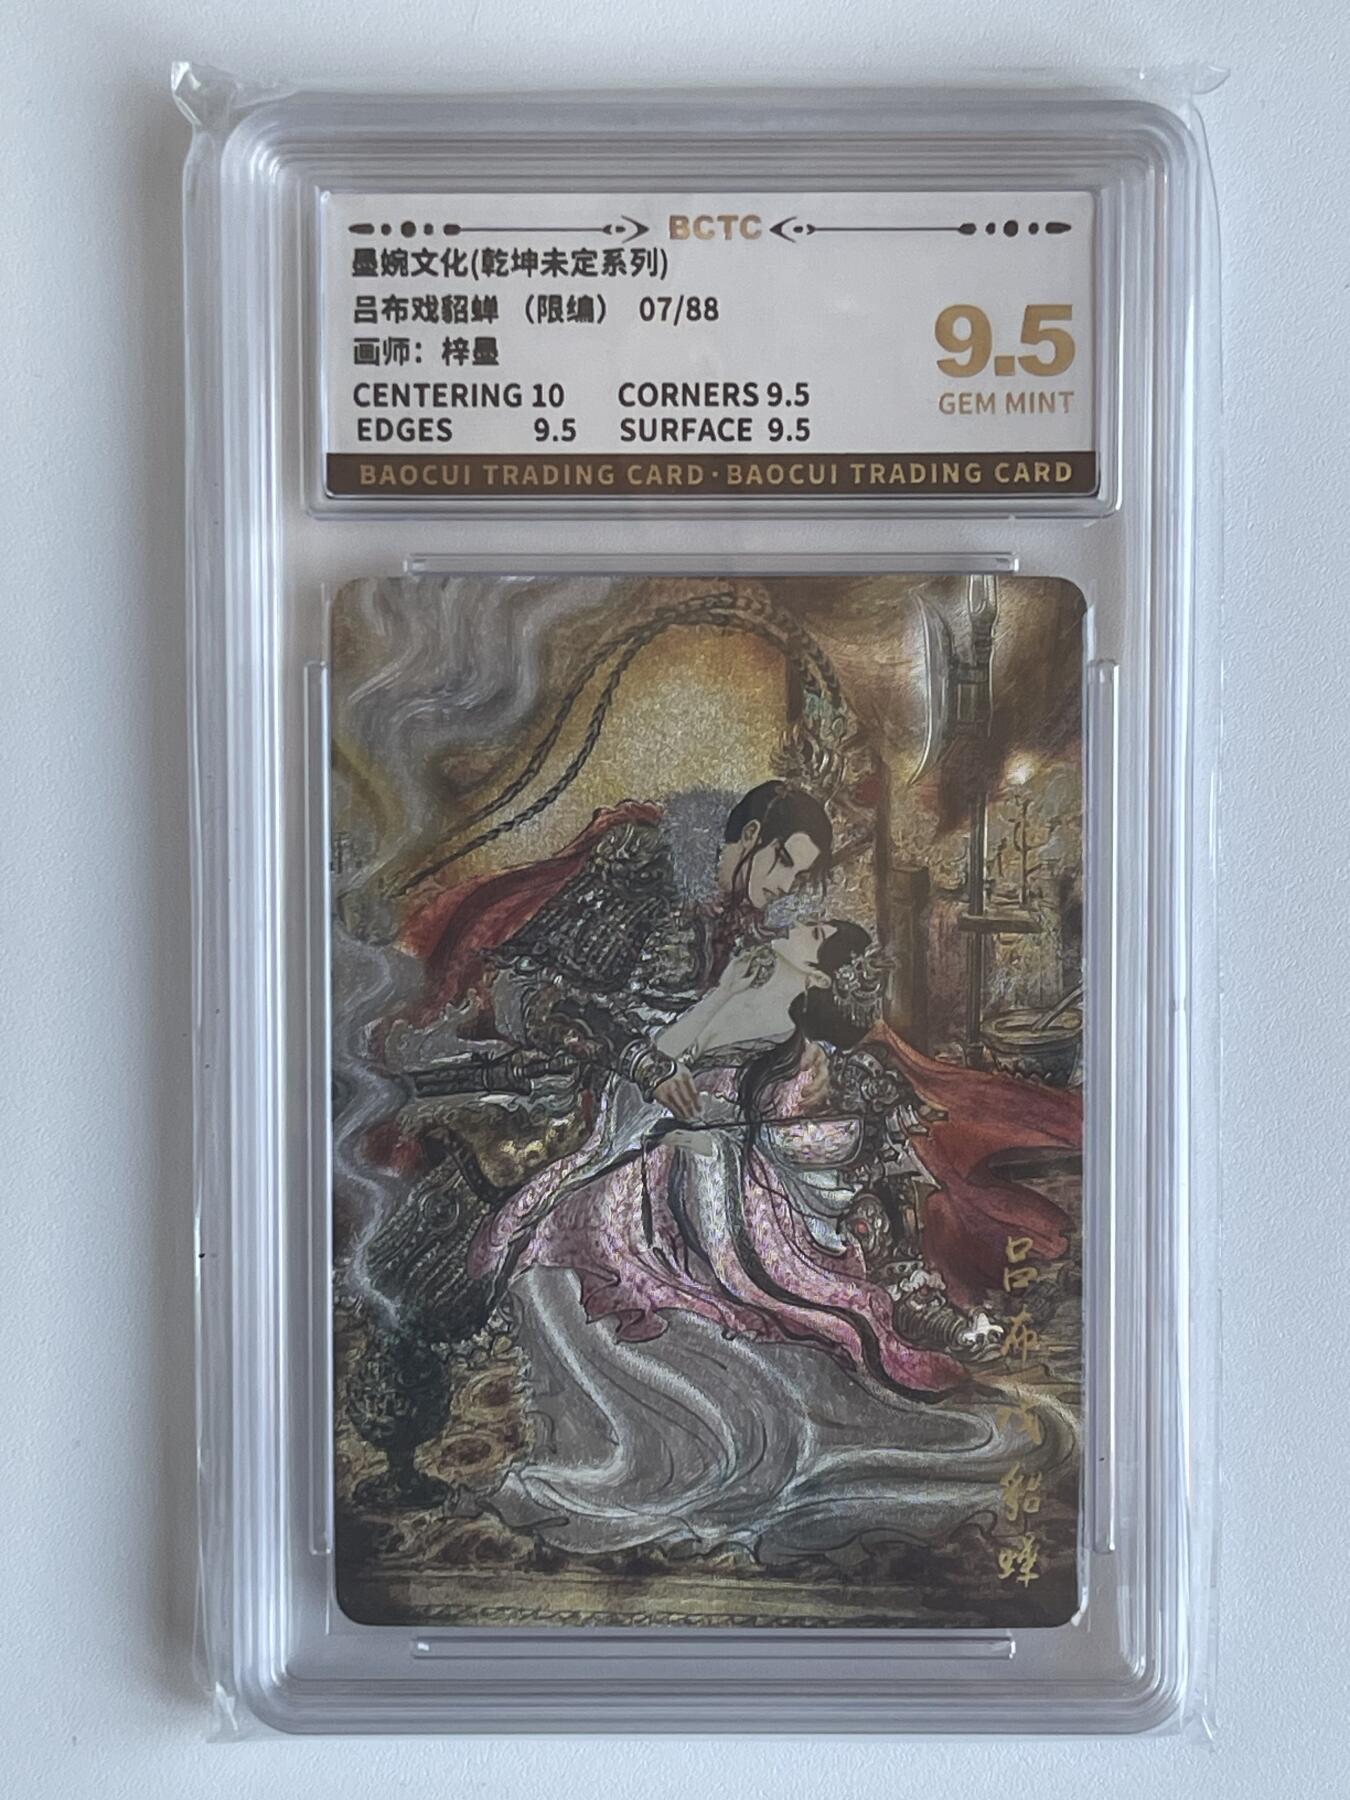 BCTC
墨婉文化(乾坤未定系列)
吕布戏貂蝉 （限编） 07/88
画师：梓墨
CENTERING 10 CORNERS 9.5
EDGES 9.5 SURFACE 9.5
9.5
GEM MINT
BAOCUI TRADING CARD·BAOCUI TRADING CARD
吕布戏貂蝉